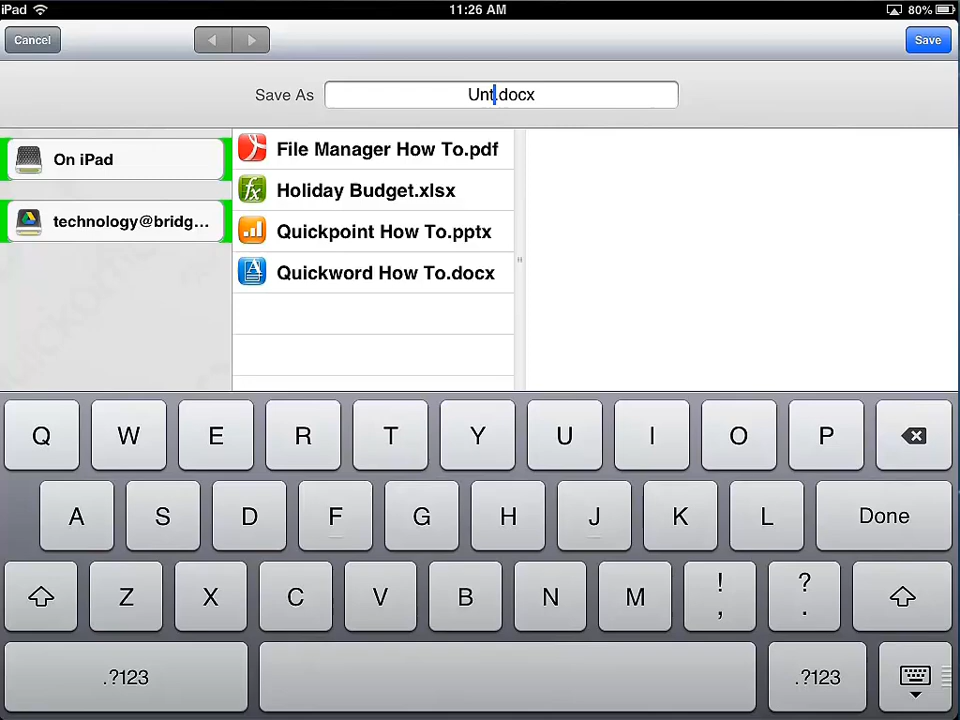 iPad 11:26 AM 80%
Cancel Save
Save As Unt.docx
On iPad
technology@bridg...
File Manager How To.pdf
Holiday Budget.xlsx
Quickpoint How To.pptx
Quickword How To.docx
Q W E R T Y U I O P
A S D F G H J K L Done
Z X C V B N M ! , ? .
.?123 .?123